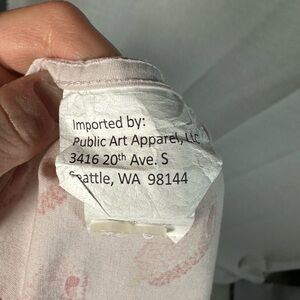 Imported by:
Public Art Apparel, LLC
3416 20th Ave. S
Seattle, WA 98144